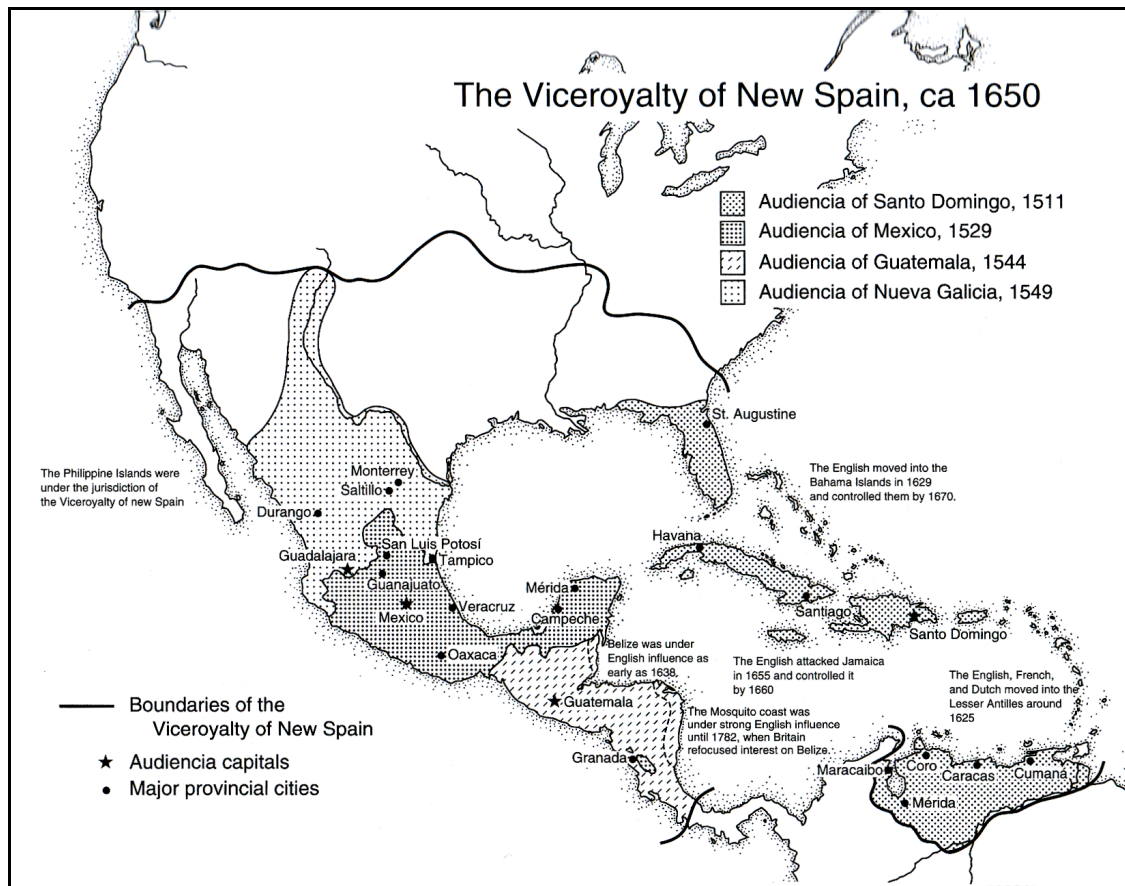 The Viceroyalty of New Spain, ca 1650
Audiencia of Santo Domingo, 1511
Audiencia of Mexico, 1529
Audiencia of Guatemala, 1544
Audiencia of Nueva Galicia, 1549
St. Augustine
The Philippine Islands were
under the jurisdiction of
the Viceroyalty of new Spain
Monterrey
Saltillo
Durango
The English moved into the
Bahama Islands in 1629
and controlled them by 1670.
Havana
San Luis Potosí
Guadalajara
Tampico
Guanajuato
Mérida
Mexico
Veracruz
Campeche
Santiago
Santo Domingo
Oaxaca
Belize was under
English influence as
early as 1638.
The English attacked Jamaica
in 1655 and controlled it
by 1660
The English, French,
and Dutch moved into the
Lesser Antilles around
1625
Guatemala
The Mosquito coast was
under strong English influence
until 1782, when Britain
refocused interest on Belize.
Granada
Maracaibo
Coro
Caracas
Cumaná
Mérida
Boundaries of the
Viceroyalty of New Spain
Audiencia capitals
Major provincial cities